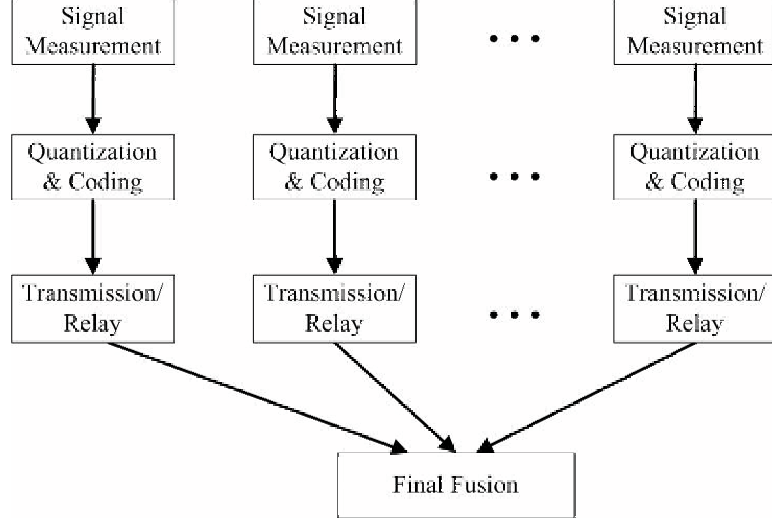 Signal
Measurement
Signal
Measurement
Signal
Measurement
Quantization
& Coding
Quantization
& Coding
Quantization
& Coding
Transmission/
Relay
Transmission/
Relay
Transmission/
Relay
Final Fusion